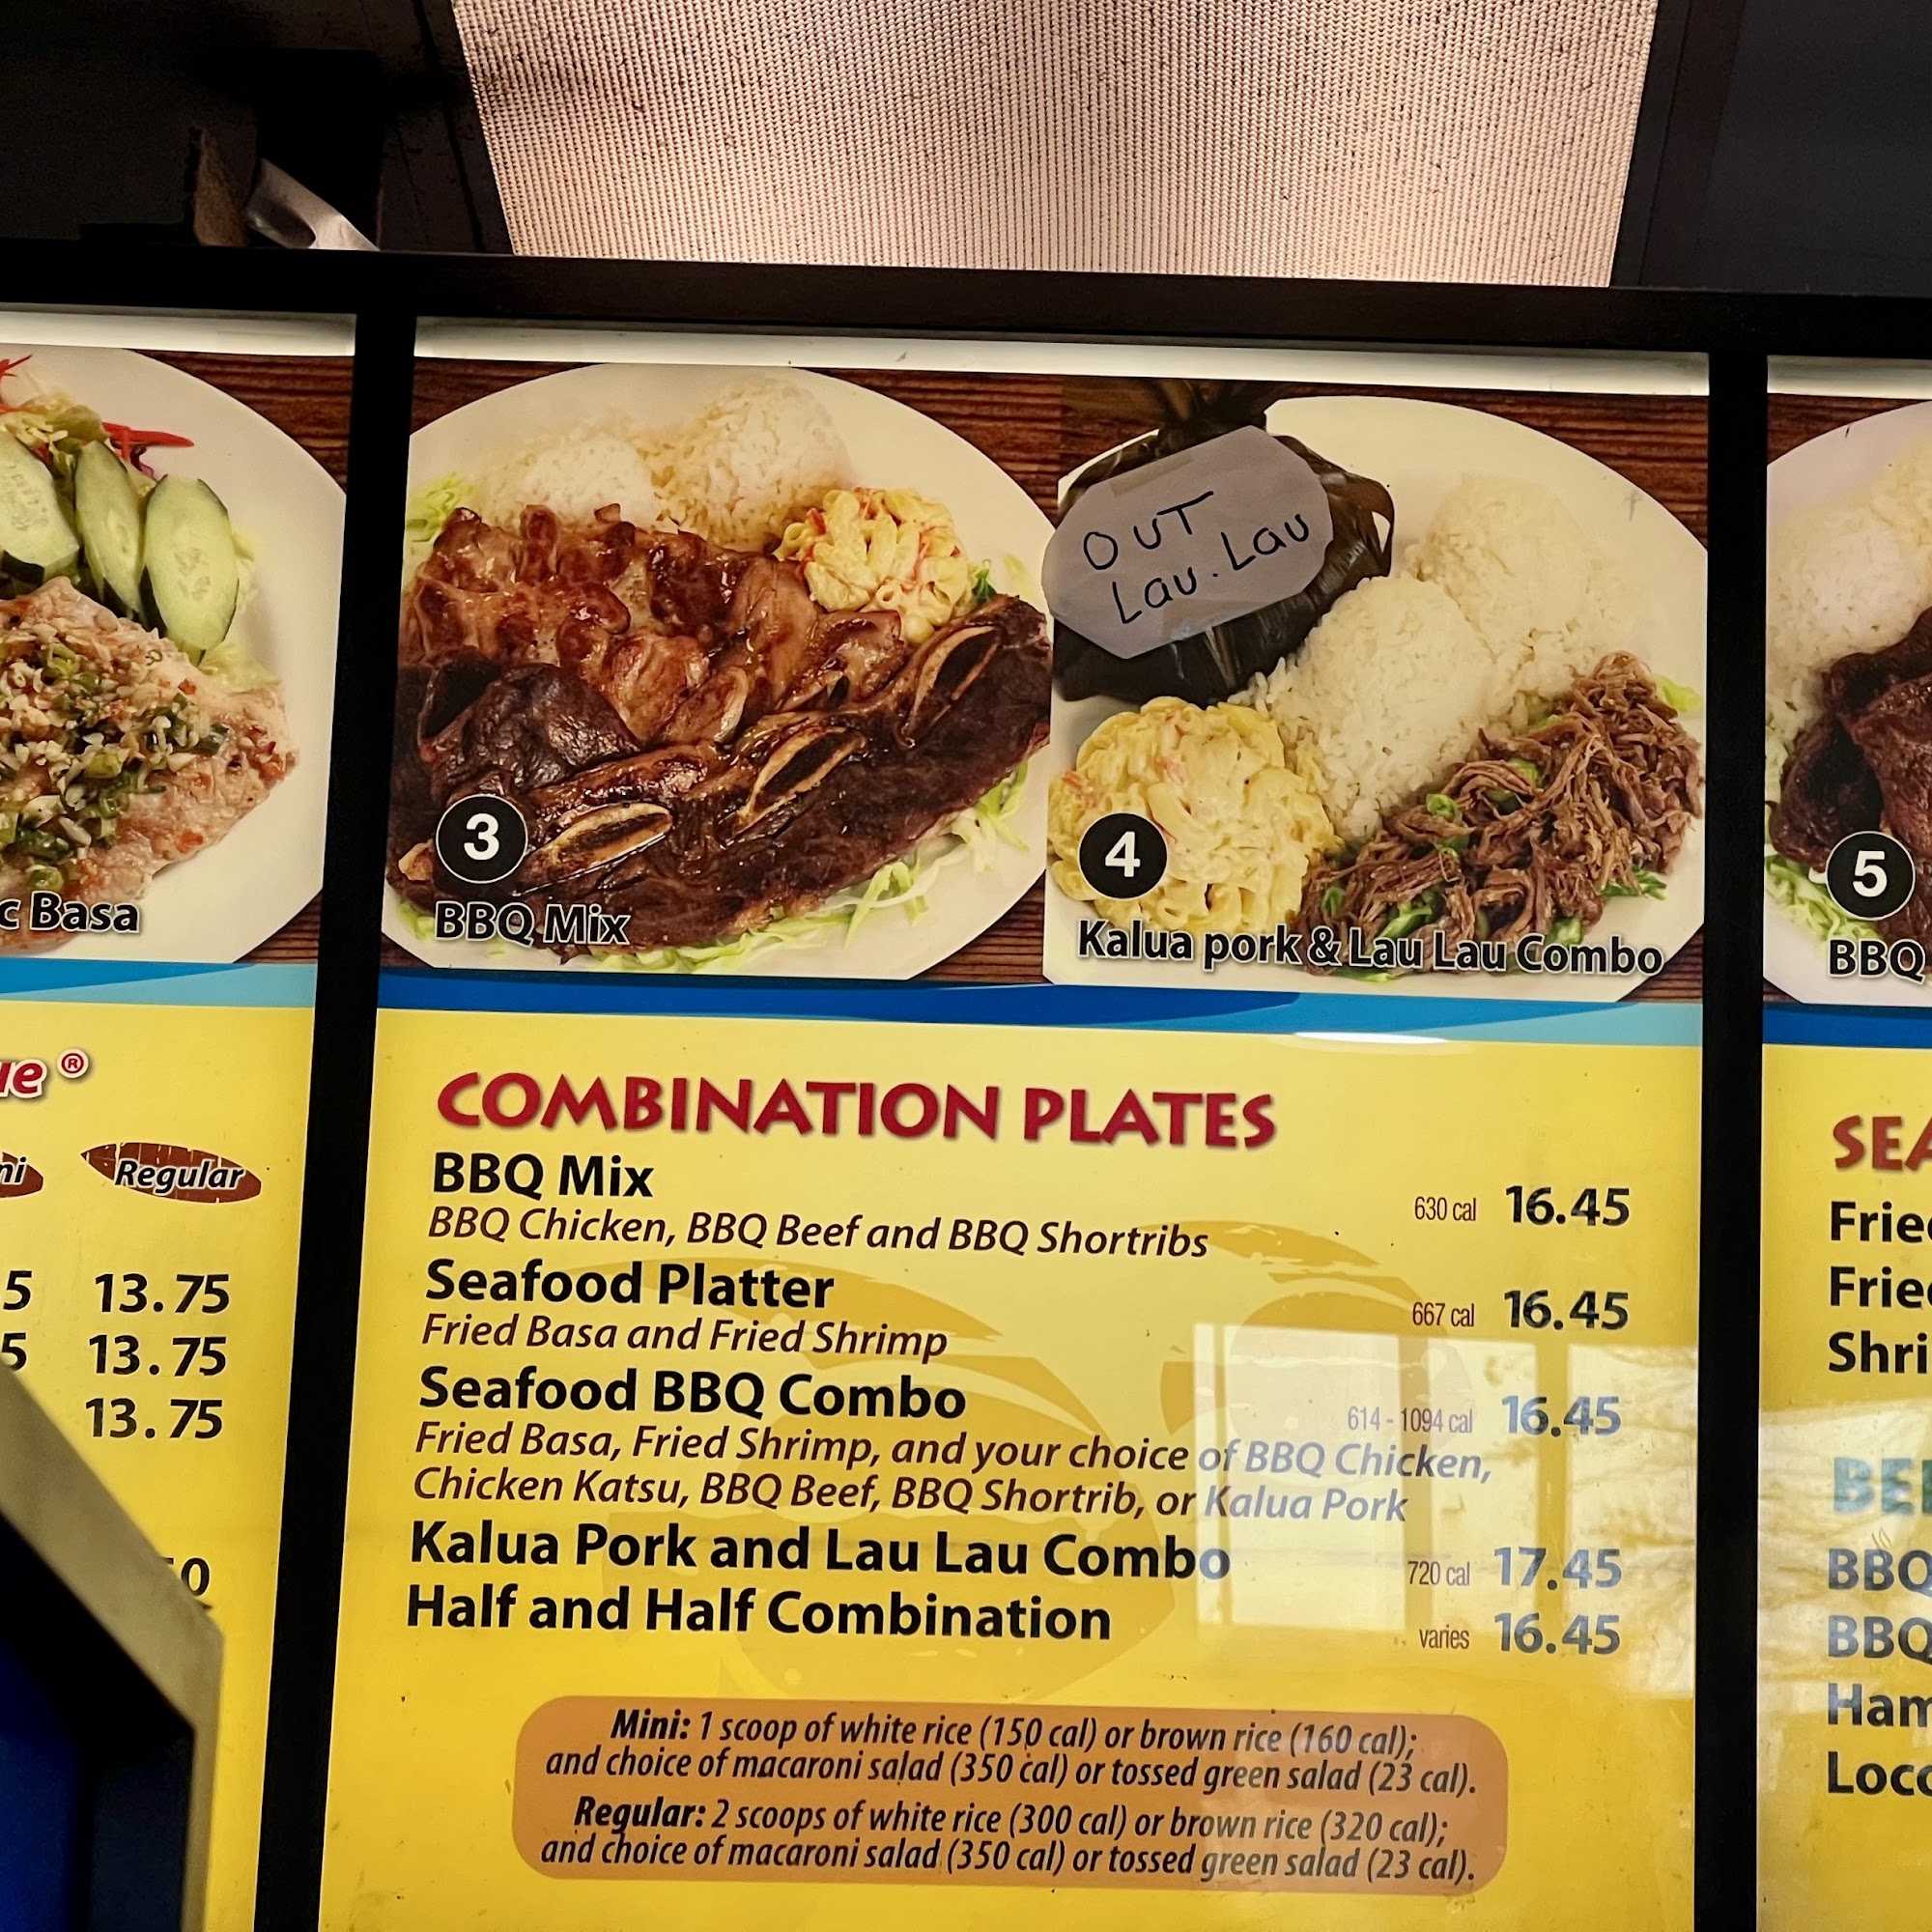 OUT
Lau.Lau
3
BBQ Mix
4
Kalua pork & Lau Lau Combo
5
BBQ
Basa
®
Regular
13.75
13.75
13.75
COMBINATION PLATES
BBQ Mix 630 cal 16.45
BBQ Chicken, BBQ Beef and BBQ Shortribs
Seafood Platter 667 cal 16.45
Fried Basa and Fried Shrimp
Seafood BBQ Combo 614 - 1094 cal 16.45
Fried Basa, Fried Shrimp, and your choice of BBQ Chicken,
Chicken Katsu, BBQ Beef, BBQ Shortrib, or Kalua Pork
Kalua Pork and Lau Lau Combo 720 cal 17.45
Half and Half Combination varies 16.45
Mini: 1 scoop of white rice (150 cal) or brown rice (160 cal);
and choice of macaroni salad (350 cal) or tossed green salad (23 cal).
Regular: 2 scoops of white rice (300 cal) or brown rice (320 cal);
and choice of macaroni salad (350 cal) or tossed green salad (23 cal).
BBQ
BBQ